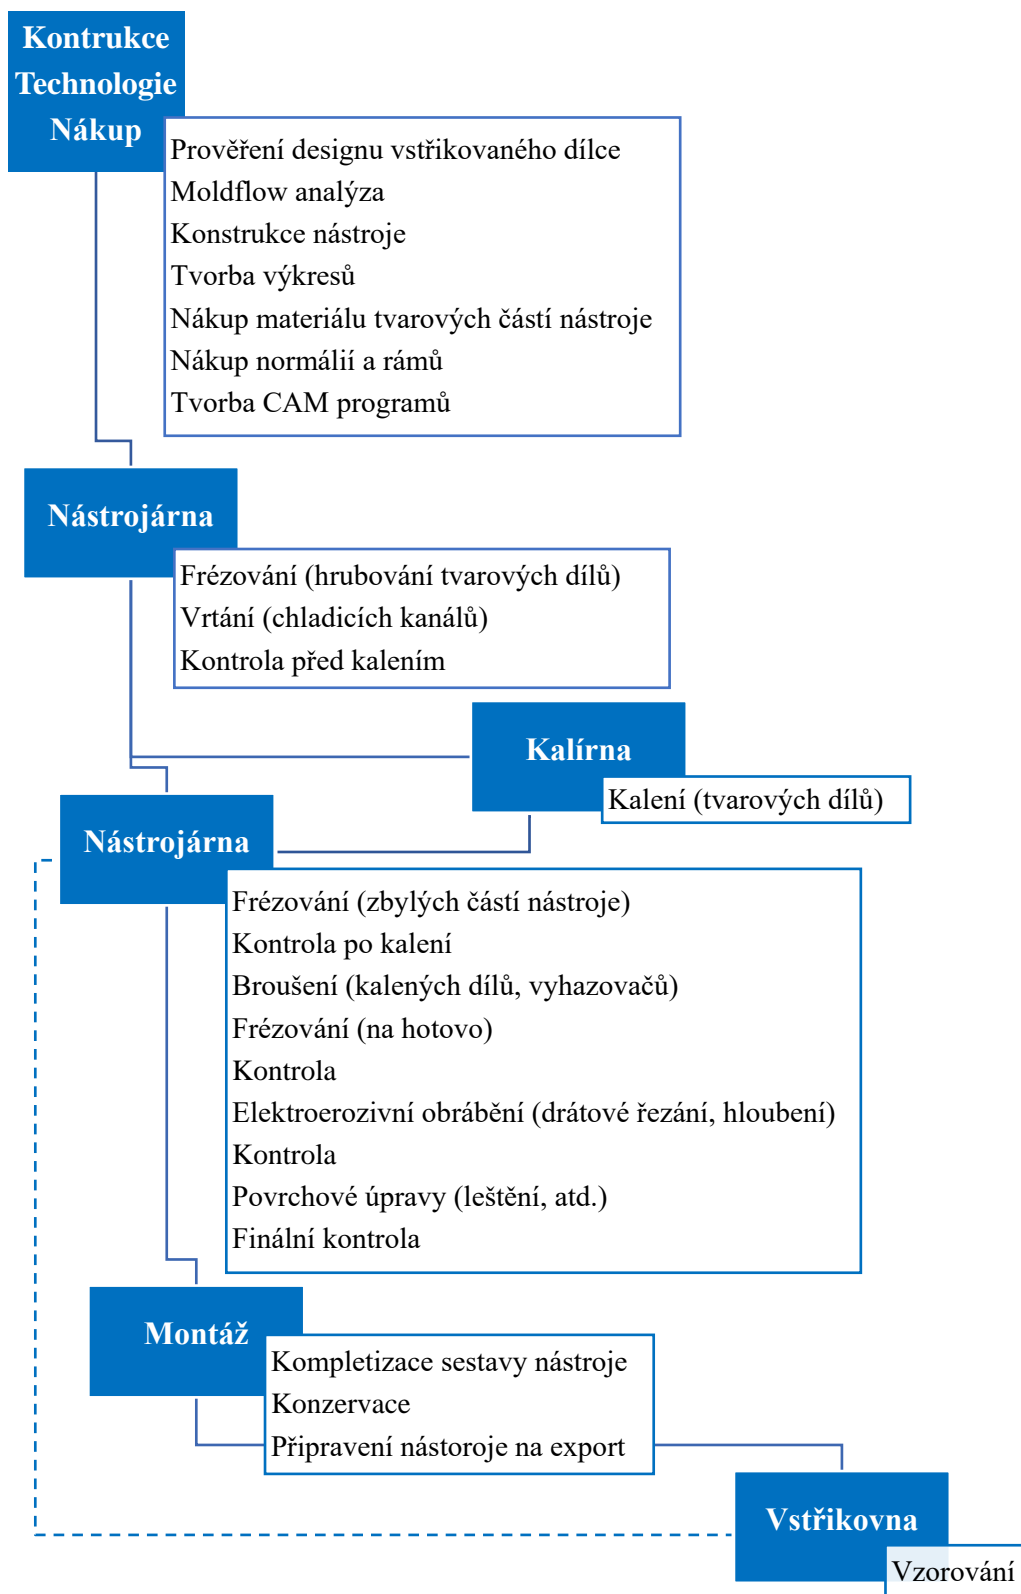 Kontrukce
Technologie
Nákup
Prověření designu vstřikovaného dílce
Moldflow analýza
Konstrukce nástroje
Tvorba výkresů
Nákup materiálu tvarových částí nástroje
Nákup normálií a rámů
Tvorba CAM programů
Nástrojárna
Frézování (hrubování tvarových dílů)
Vrtání (chladicích kanálů)
Kontrola před kalením
Kalírna
Kalení (tvarových dílů)
Nástrojárna
Frézování (zbylých částí nástroje)
Kontrola po kalení
Broušení (kalených dílů, vyhazovačů)
Frézování (na hotovo)
Kontrola
Elektroerozivní obrábění (drátové řezání, hloubení)
Kontrola
Povrchové úpravy (leštění, atd.)
Finální kontrola
Montáž
Kompletizace sestavy nástroje
Konzervace
Připravení nástoroje na export
Vstřikovna
Vzorování